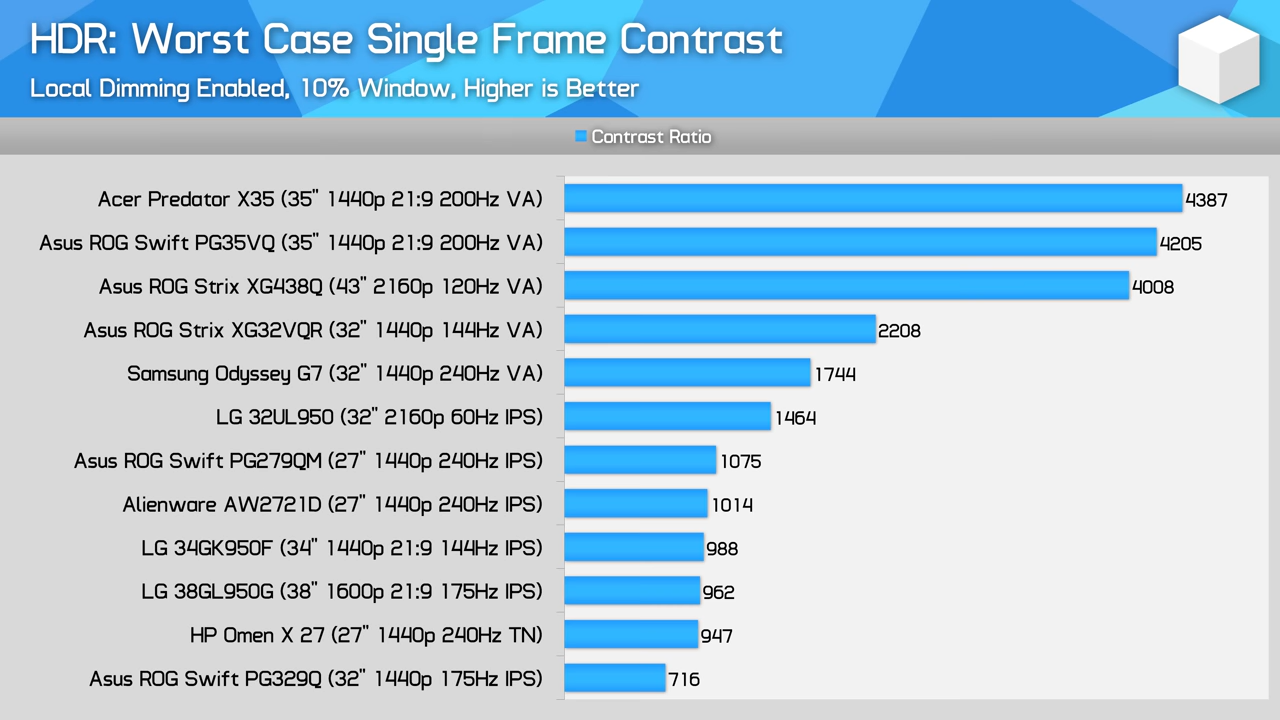 HDR: Worst Case Single Frame Contrast
Local Dimming Enabled, 10% Window, Higher is Better
Contrast Ratio
Acer Predator X35 (35" 1440p 21:9 200Hz VA) 4387
Asus ROG Swift PG35VQ (35" 1440p 21:9 200Hz VA) 4205
Asus ROG Strix XG438Q (43" 2160p 120Hz VA) 4008
Asus ROG Strix XG32VQR (32" 1440p 144Hz VA) 2208
Samsung Odyssey G7 (32" 1440p 240Hz VA) 1744
LG 32UL950 (32" 2160p 60Hz IPS) 1464
Asus ROG Swift PG279QM (27" 1440p 240Hz IPS) 1075
Alienware AW2721D (27" 1440p 240Hz IPS) 1014
LG 34GK950F (34" 1440p 21:9 144Hz IPS) 988
LG 38GL950G (38" 1600p 21:9 175Hz IPS) 962
HP Omen X 27 (27" 1440p 240Hz TN) 947
Asus ROG Swift PG329Q (32" 1440p 175Hz IPS) 716